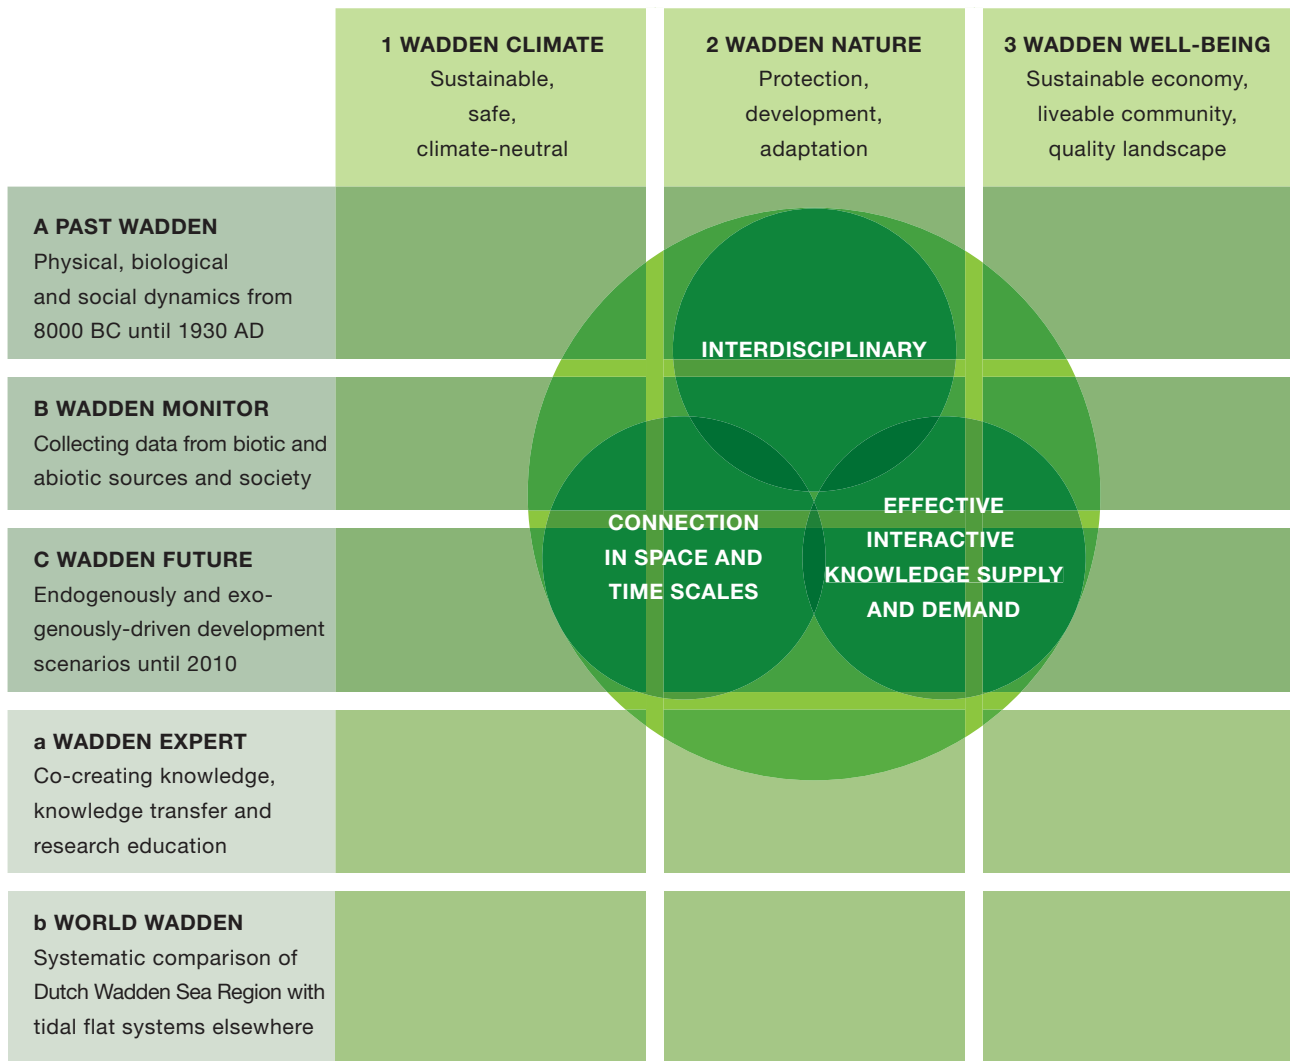 1 WADDEN CLIMATE
Sustainable,
safe,
climate-neutral
2 WADDEN NATURE
Protection,
development,
adaptation
3 WADDEN WELL-BEING
Sustainable economy,
liveable community,
quality landscape
A PAST WADDEN
Physical, biological
and social dynamics from
8000 BC until 1930 AD
B WADDEN MONITOR
Collecting data from biotic and
abiotic sources and society
C WADDEN FUTURE
Endogenously and exo-
genously-driven development
scenarios until 2010
a WADDEN EXPERT
Co-creating knowledge,
knowledge transfer and
research education
b WORLD WADDEN
Systematic comparison of
Dutch Wadden Sea Region with
tidal flat systems elsewhere
INTERDISCIPLINARY
CONNECTION
IN SPACE AND
TIME SCALES
EFFECTIVE
INTERACTIVE
KNOWLEDGE SUPPLY
AND DEMAND